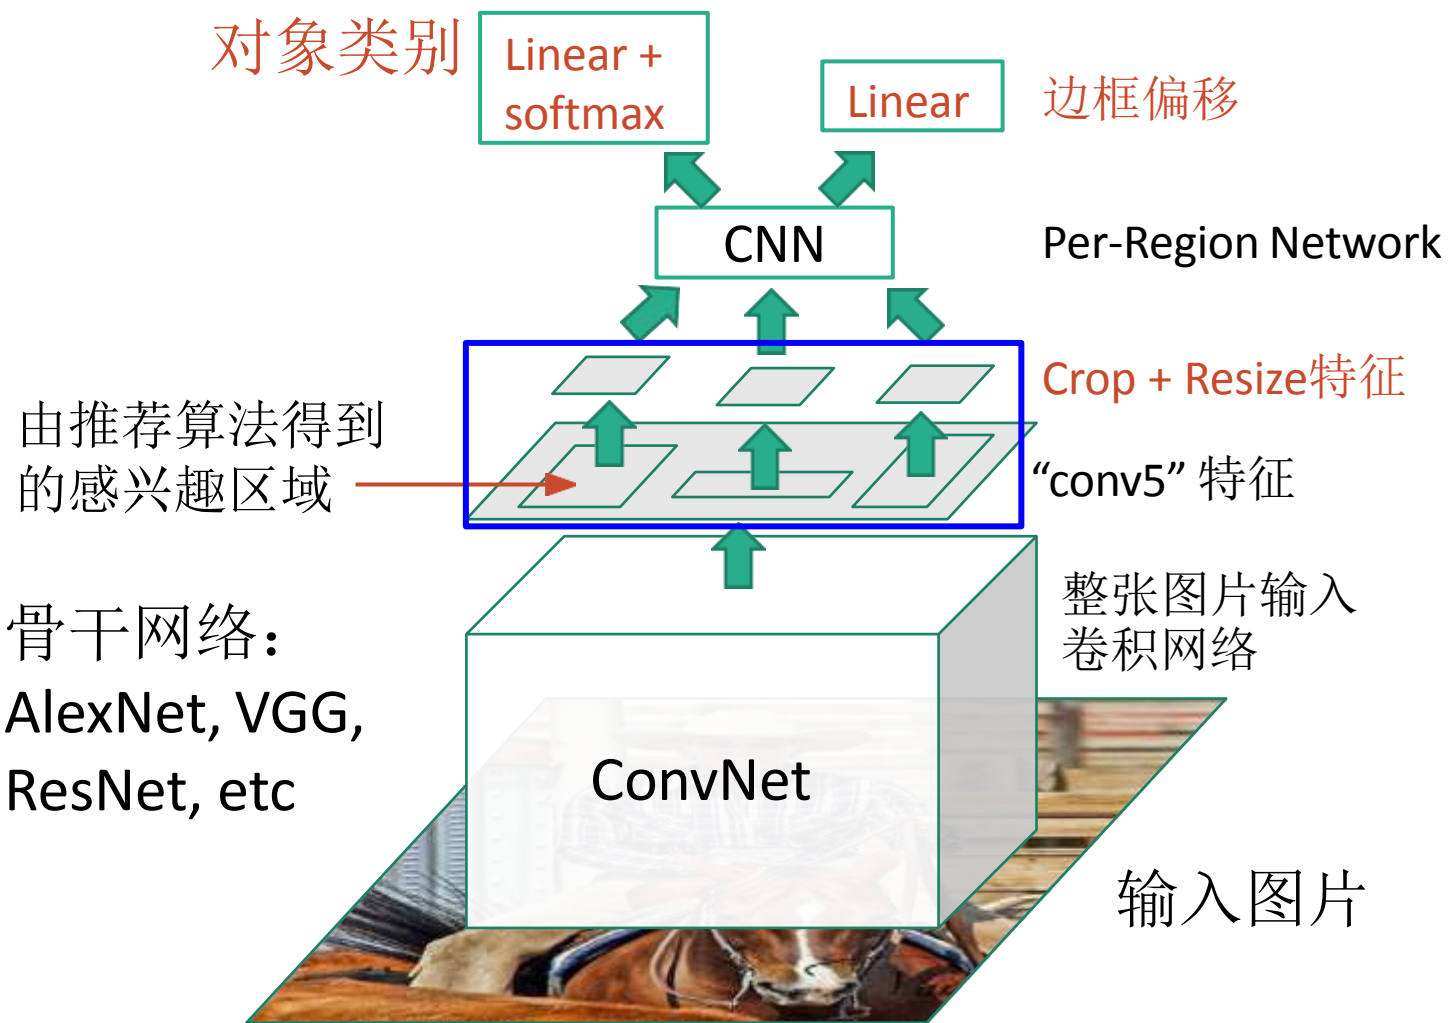 对象类别
Linear +
softmax
Linear
边框偏移
CNN
Per-Region Network
Crop + Resize特征
由推荐算法得到
的感兴趣区域
“conv5” 特征
整张图片输入
卷积网络
骨干网络：
AlexNet, VGG,
ResNet, etc
ConvNet
输入图片